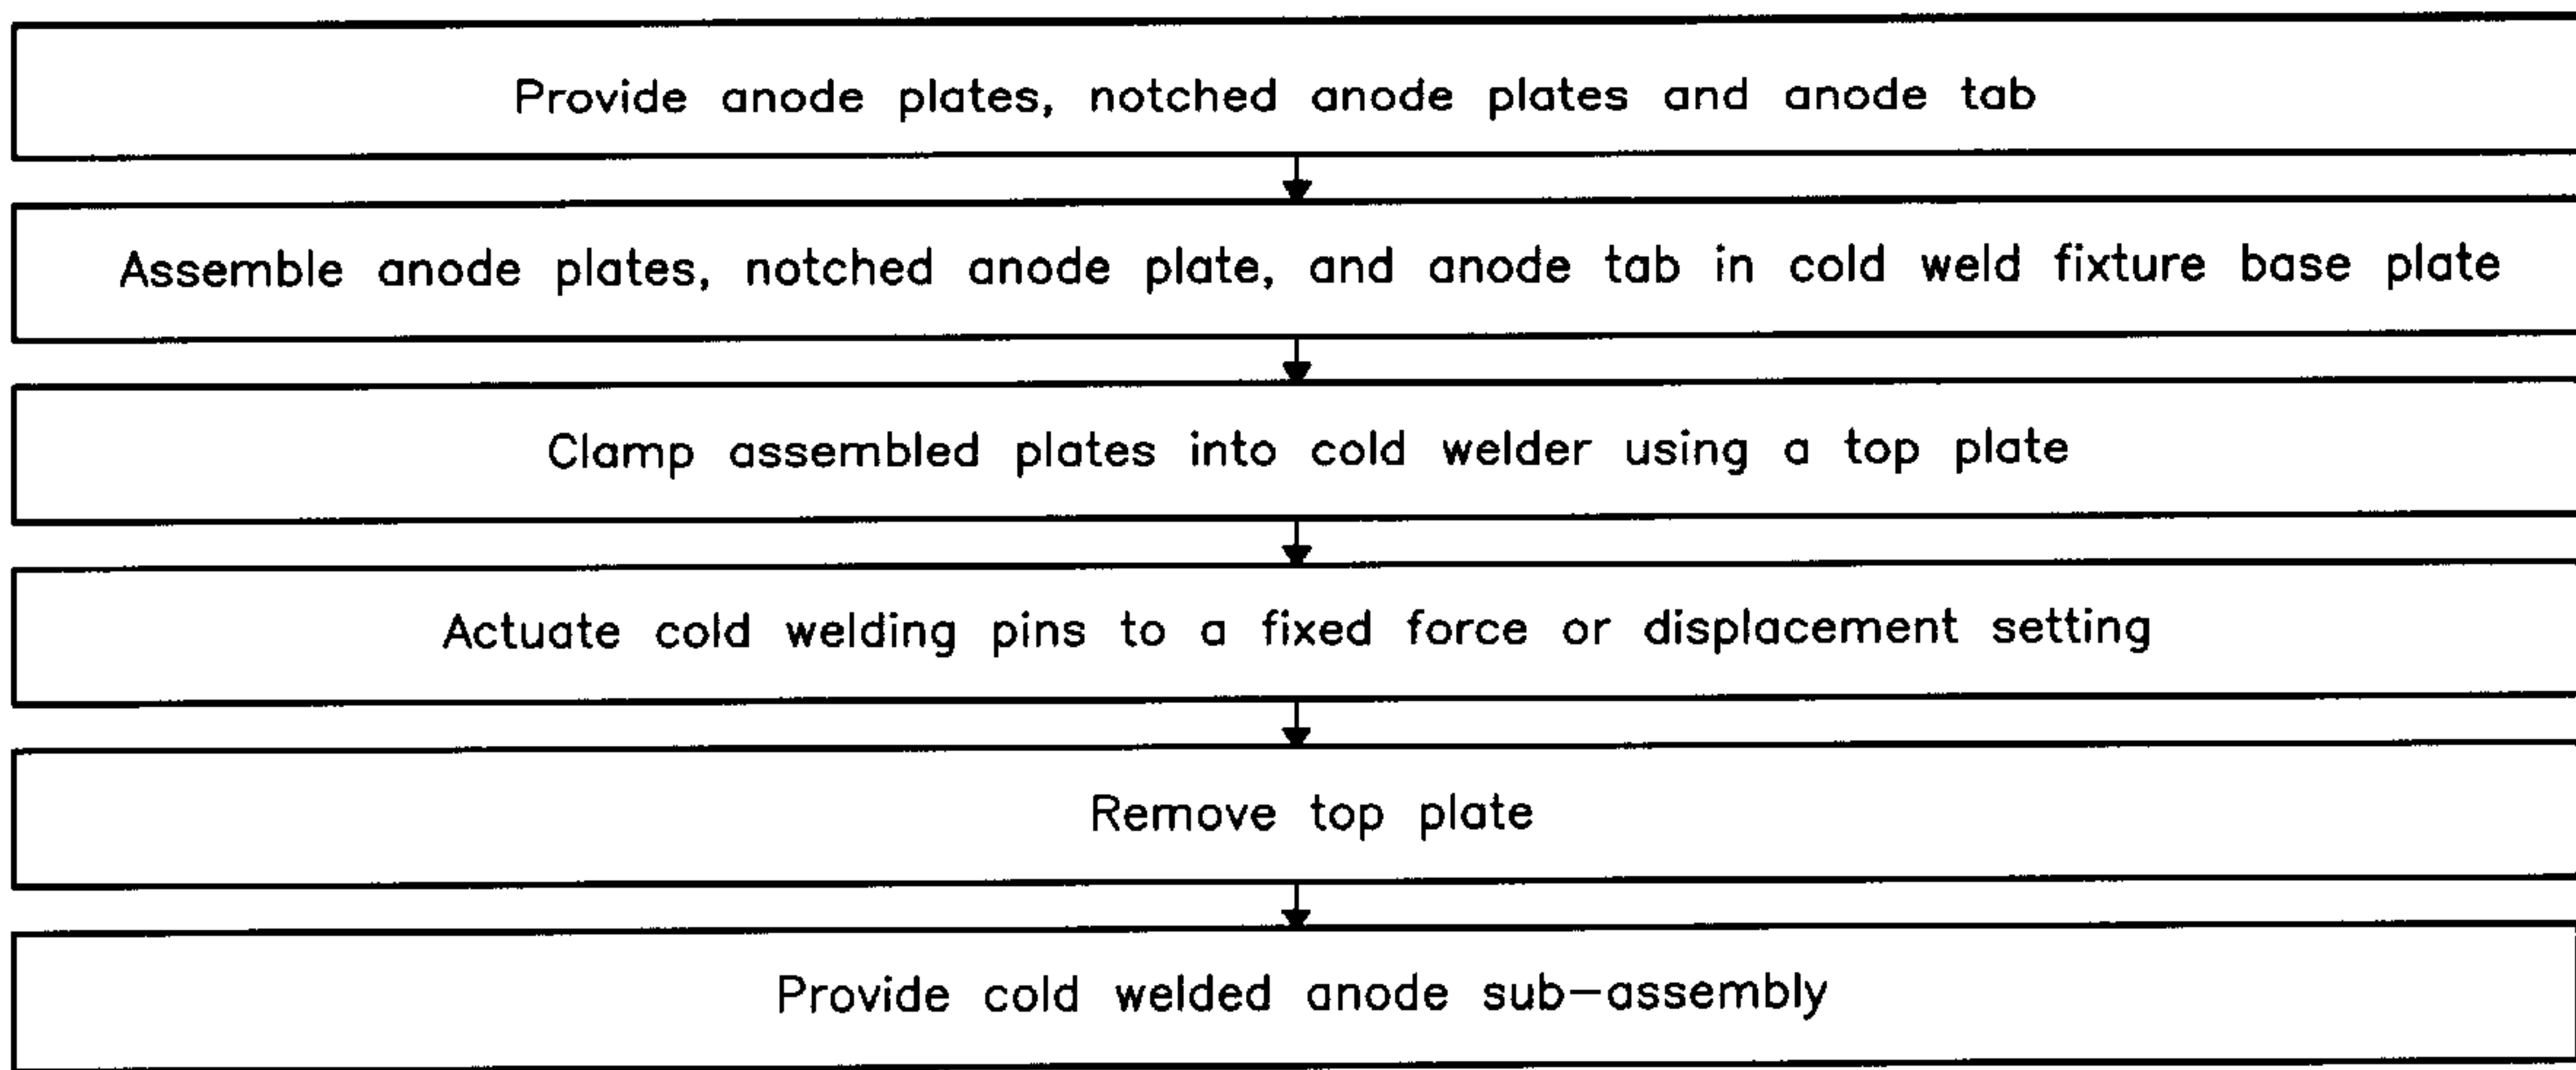 Provide anode plates, notched anode plates and anode tab
Assemble anode plates, notched anode plate, and anode tab in cold weld fixture base plate
Clamp assembled plates into cold welder using a top plate
Actuate cold welding pins to a fixed force or displacement setting
Remove top plate
Provide cold welded anode sub-assembly